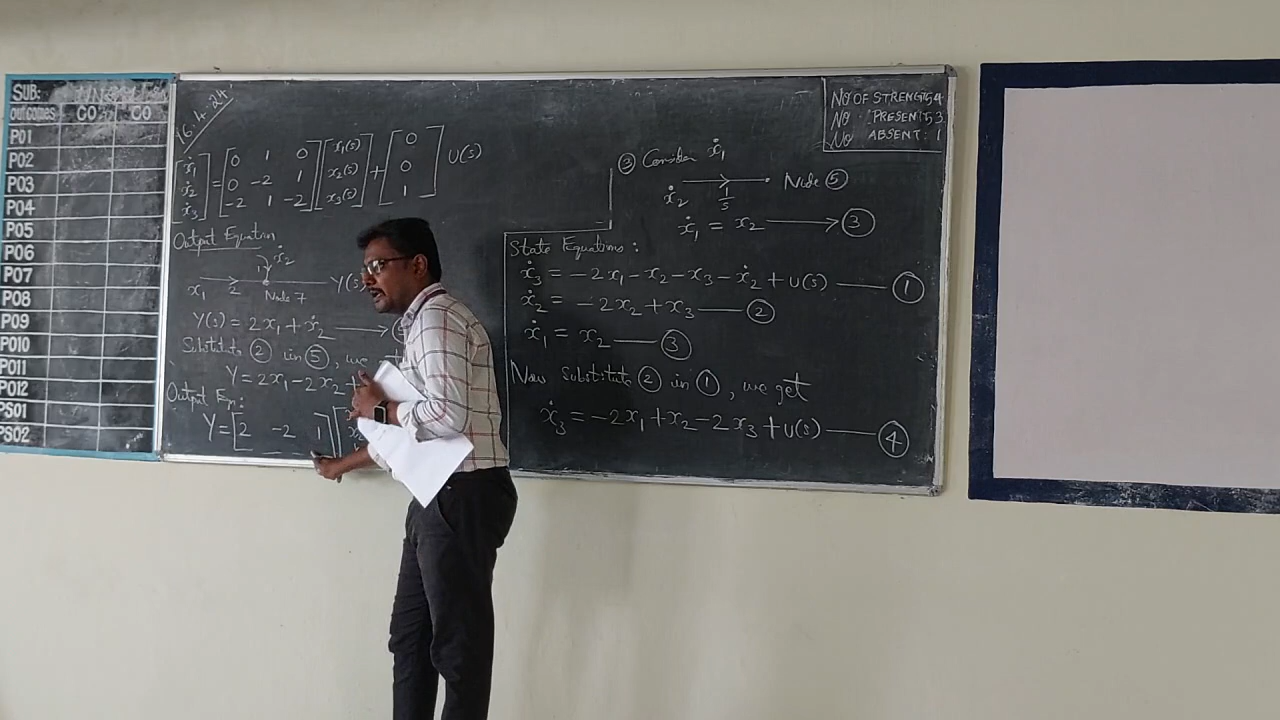 SUB:
outcomes CO CO
PO1
PO2
PO3
PO4
PO5
PO6
PO7
PO8
PO9
PO10
PO11
PO12
PSO1
PSO2
16.4.24
[ẋ₁ ẋ₂ ẋ₃] = [0 1 0; 0 -2 1; -2 1 -2] [x₁(s) x₂(s) x₃(s)] + [0 0 1] U(s)
Output Equation
1 ẋ₂
x₁ 2 Node 7 Y(s)
Y(s) = 2x₁ + ẋ₂ →
Substitute ② in ⑤, we
Y = 2x₁ - 2x₂ +
Output Eqn:
Y = [2 -2 1]
NO OF STRENGTH 54
NO PRESENT: 53
NO ABSENT: 1
③ Consider ẋ₁
ẋ₂ 1/s Node ⑤
ẋ₁ = x₂ → ③
State Equations:
ẋ₃ = -2x₁ - x₂ - x₃ - ẋ₂ + U(s) — ①
ẋ₂ = -2x₂ + x₃ — ②
ẋ₁ = x₂ — ③
Now Substitute ② in ①, we get
ẋ₃ = -2x₁ + x₂ - 2x₃ + U(s) — ④